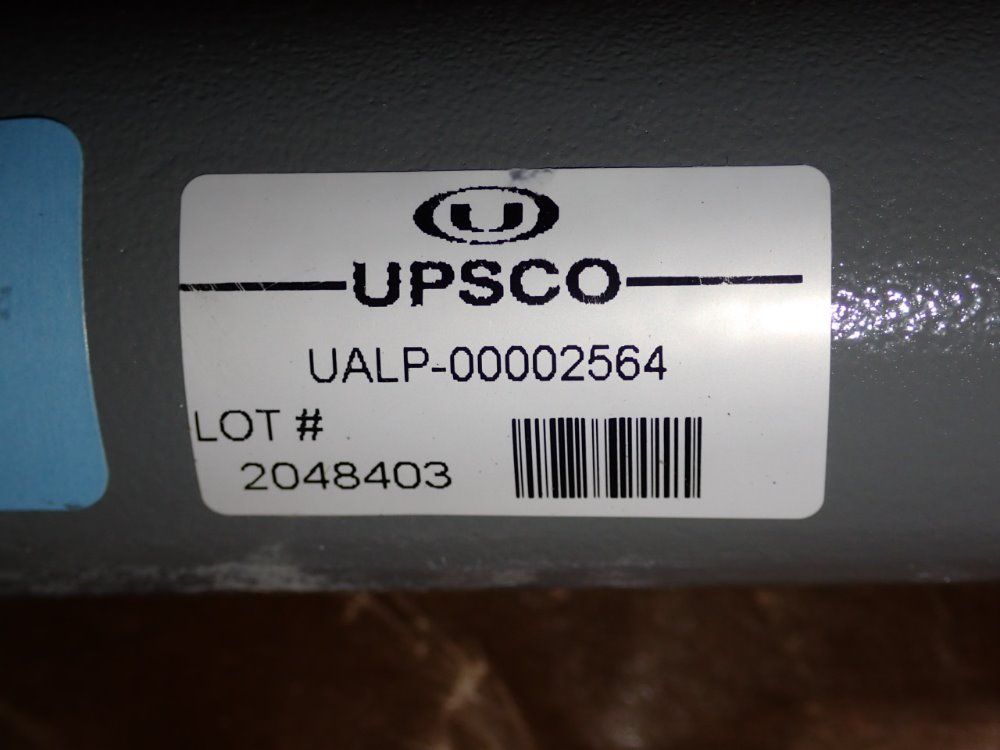 U
UPSCO
UALP-00002564
LOT #
2048403